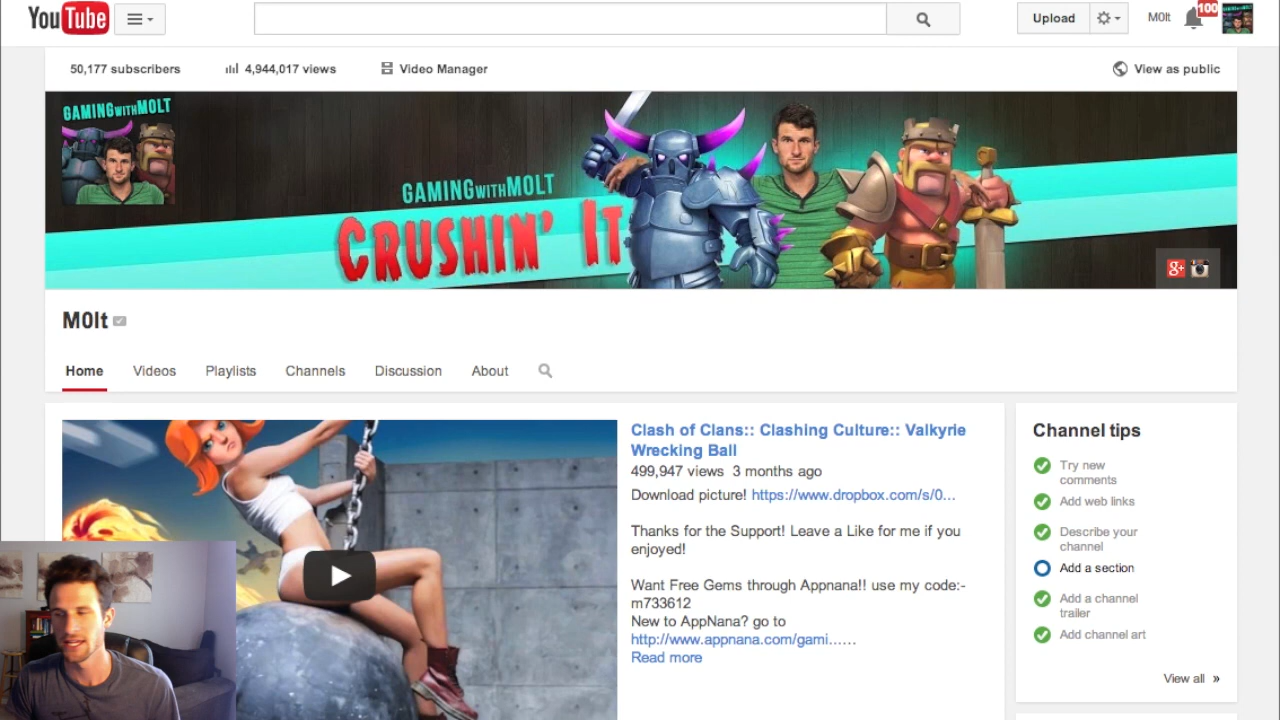 YouTube
Upload
M0lt
100
50,177 subscribers
4,944,017 views
Video Manager
View as public
GAMINGWITHMOLT
GAMINGWITHMOLT
CRUSHIN' IT
g+
M0lt
Home
Videos
Playlists
Channels
Discussion
About
Clash of Clans:: Clashing Culture:: Valkyrie
Wrecking Ball
499,947 views 3 months ago
Download picture! https://www.dropbox.com/s/0...
Thanks for the Support! Leave a Like for me if you
enjoyed!
Want Free Gems through Appnana!! use my code:-
m733612
New to AppNana? go to
http://www.appnana.com/gami......
Read more
Channel tips
Try new
comments
Add web links
Describe your
channel
Add a section
Add a channel
trailer
Add channel art
View all »